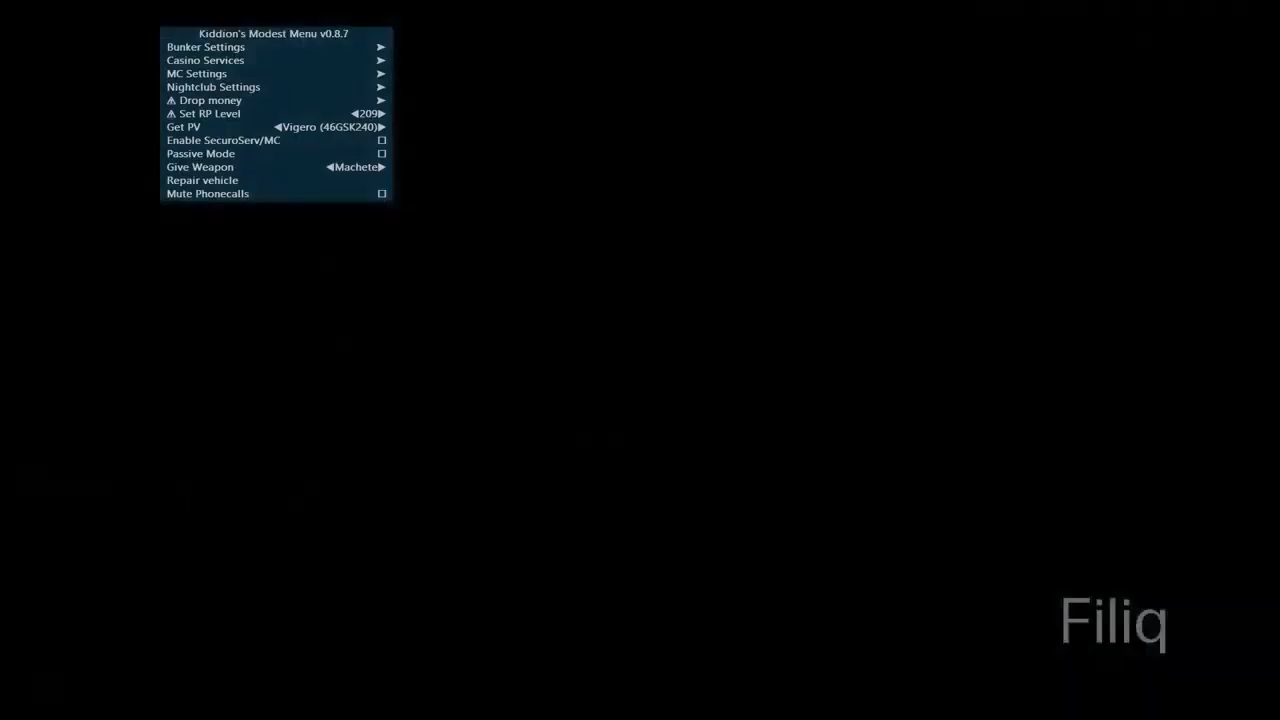 Kiddion's Modest Menu v0.8.7
Bunker Settings ➤
Casino Services ➤
MC Settings ➤
Nightclub Settings ➤
⚠ Drop money ➤
⚠ Set RP Level ◀209▶
Get PV ◀Vigero (46GSK240)▶
Enable SecuroServ/MC ☐
Passive Mode ☐
Give Weapon ◀Machete▶
Repair vehicle
Mute Phonecalls ☐
Filiq